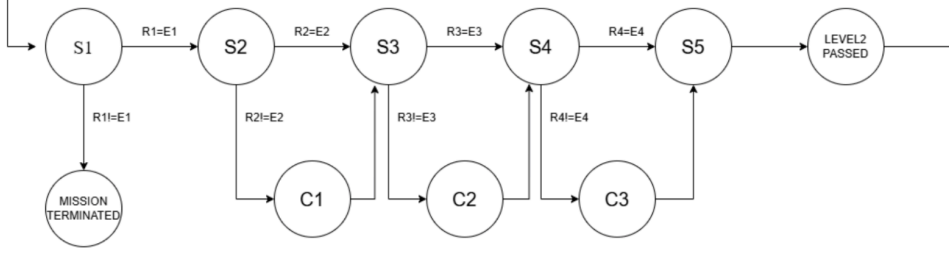 R1=E1
R2=E2
R3=E3
R4=E4
S1
S2
S3
S4
S5
LEVEL2
PASSED
R1!=E1
R2!=E2
R3!=E3
R4!=E4
MISSION
TERMINATED
C1
C2
C3